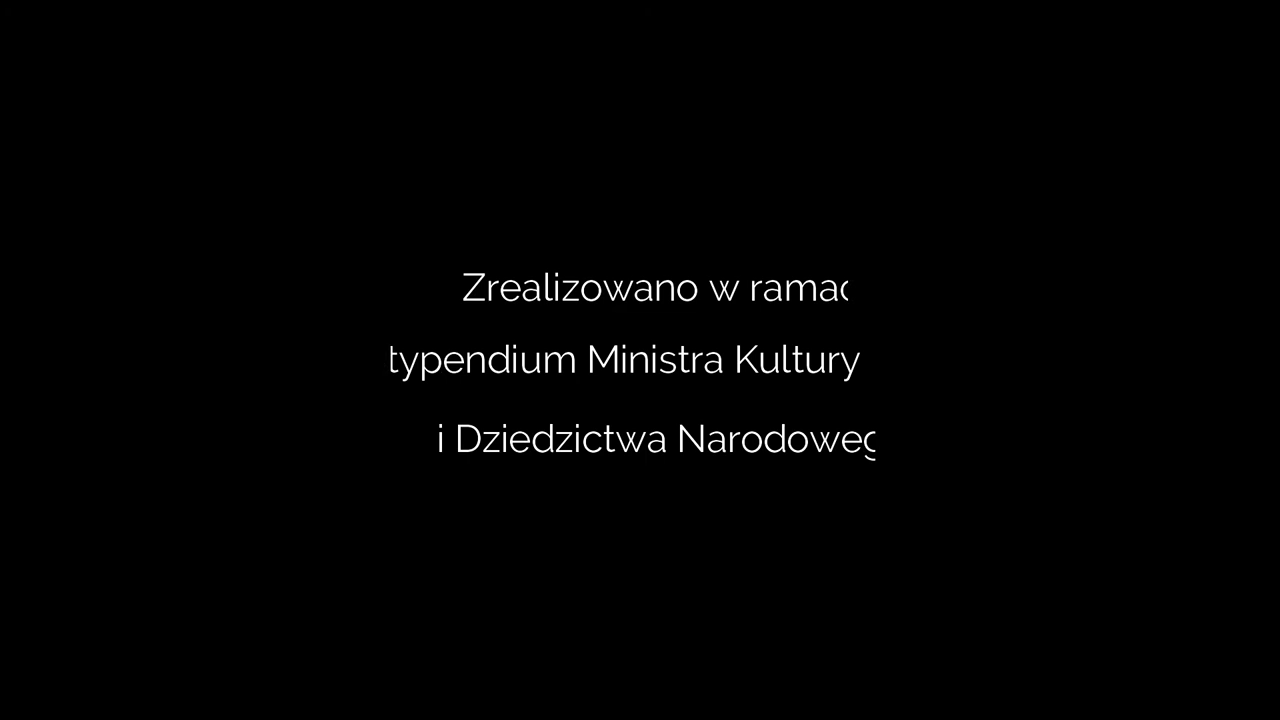 Zrealizowano w ramac
typendium Ministra Kultury
i Dziedzictwa Narodoweg